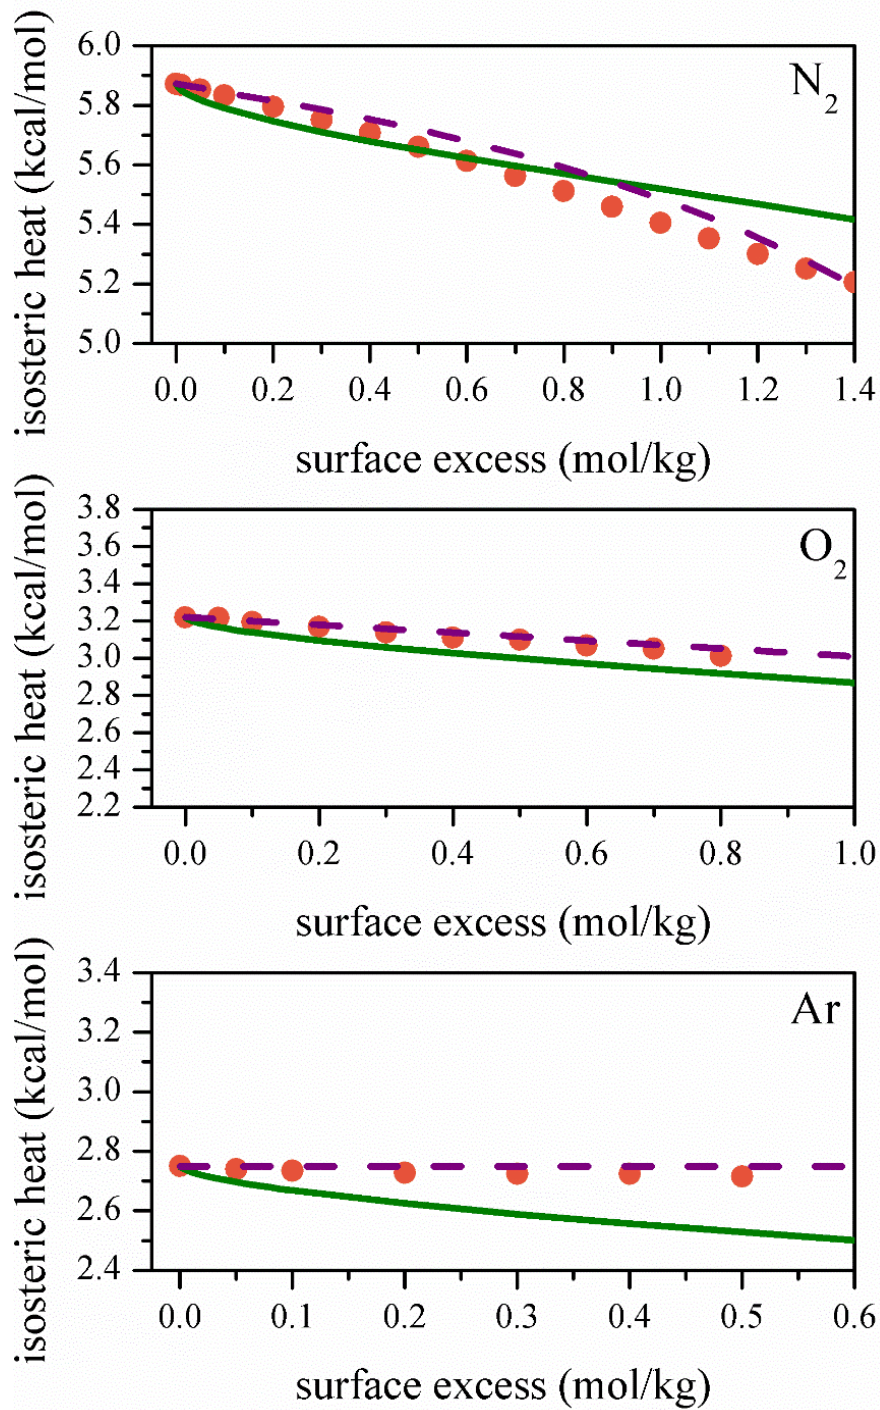 isosteric heat (kcal/mol)
N2
6.0
5.8
5.6
5.4
5.2
5.0
0.0 0.2 0.4 0.6 0.8 1.0 1.2 1.4
surface excess (mol/kg)
isosteric heat (kcal/mol)
O2
3.8
3.6
3.4
3.2
3.0
2.8
2.6
2.4
2.2
0.0 0.2 0.4 0.6 0.8 1.0
surface excess (mol/kg)
isosteric heat (kcal/mol)
Ar
3.4
3.2
3.0
2.8
2.6
2.4
0.0 0.1 0.2 0.3 0.4 0.5 0.6
surface excess (mol/kg)